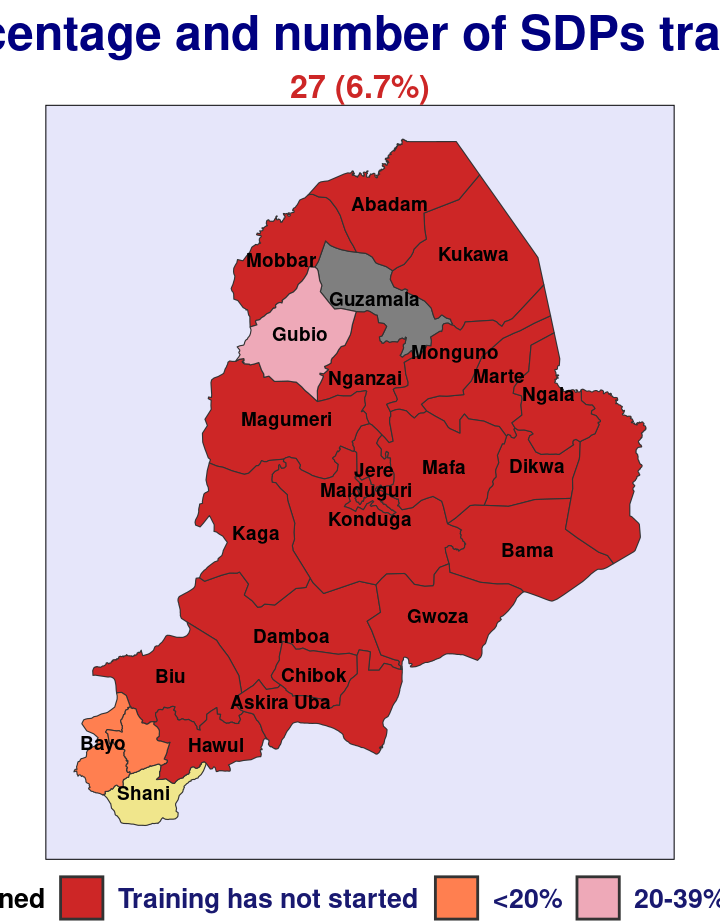 centage and number of SDPs tra
27 (6.7%)
Abadam
Kukawa
Mobbar
Guzamala
Gubio
Monguno
Nganzai
Marte
Ngala
Magumeri
Jere
Mafa
Dikwa
Maiduguri
Konduga
Kaga
Bama
Gwoza
Damboa
Chibok
Biu
Askira Uba
Bayo
Hawul
Shani
ned Training has not started <20% 20-39%